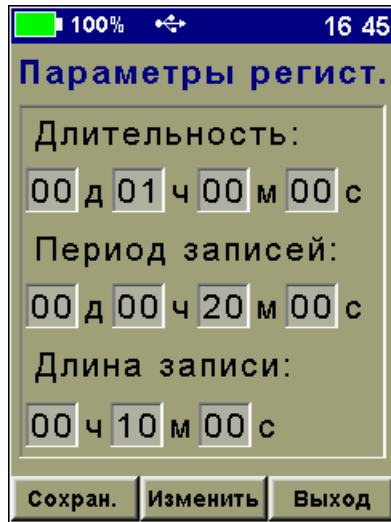 100% 16 45
Параметры регист.
Длительность:
00 д 01 ч 00 м 00 с
Период записей:
00 д 00 ч 20 м 00 с
Длина записи:
00 ч 10 м 00 с
Сохран. Изменить Выход